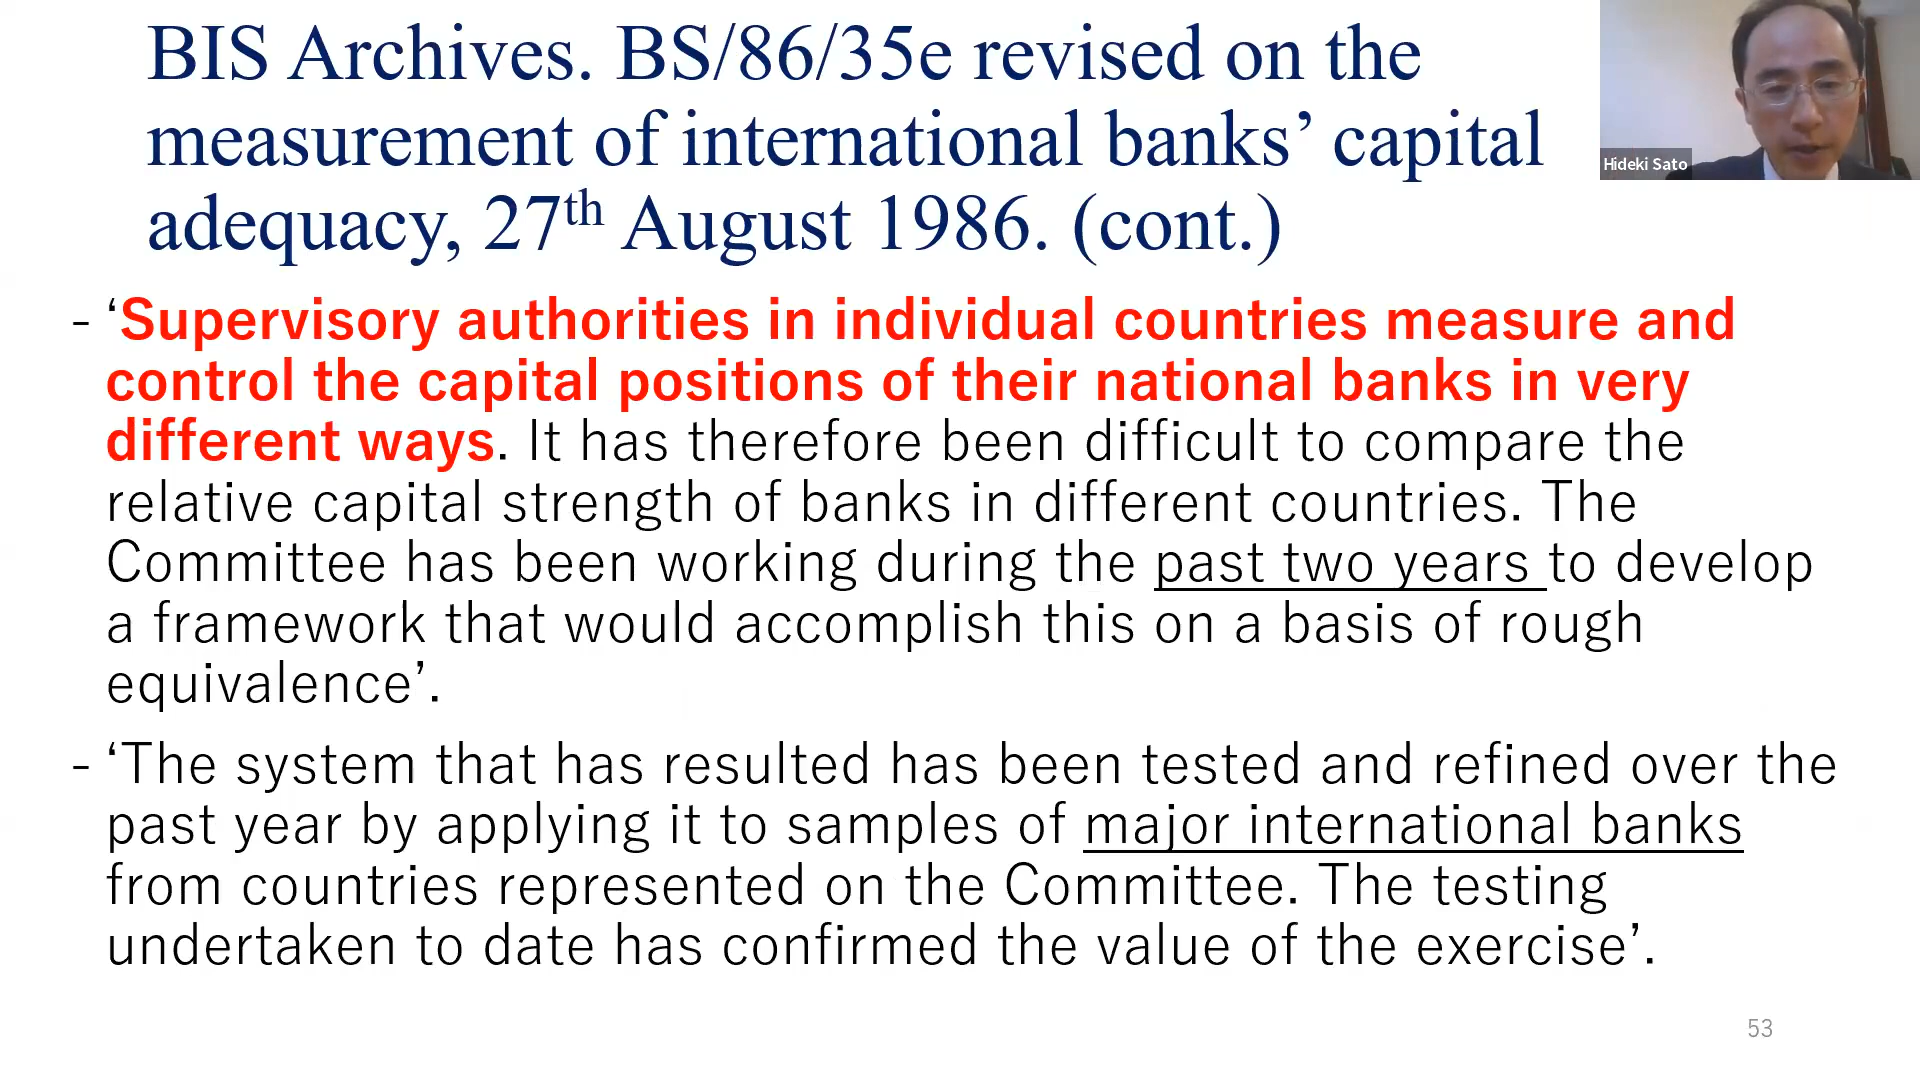 BIS Archives. BS/86/35e revised on the
measurement of international banks’ capital
adequacy, 27th August 1986. (cont.)
Hideki Sato
- ‘Supervisory authorities in individual countries measure and
control the capital positions of their national banks in very
different ways. It has therefore been difficult to compare the
relative capital strength of banks in different countries. The
Committee has been working during the past two years to develop
a framework that would accomplish this on a basis of rough
equivalence’.
- ‘The system that has resulted has been tested and refined over the
past year by applying it to samples of major international banks
from countries represented on the Committee. The testing
undertaken to date has confirmed the value of the exercise’.
53